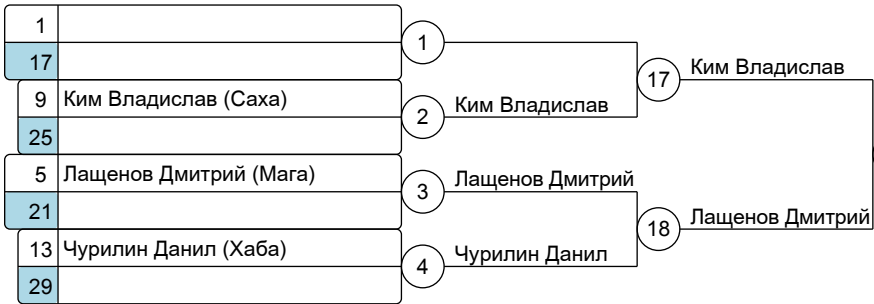 1
17
1
9 Ким Владислав (Саха)
25
2
Ким Владислав
17
Ким Владислав
5 Лащенов Дмитрий (Мага)
21
3
Лащенов Дмитрий
13 Чурилин Данил (Хаба)
29
4
Чурилин Данил
18
Лащенов Дмитрий